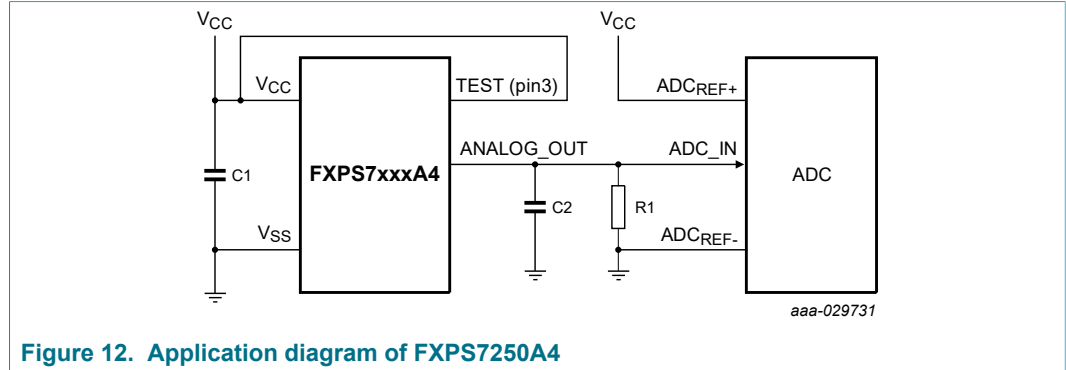 VCC
VCC
VCC
TEST (pin3)
ADCREF+
ANALOG_OUT
ADC_IN
FXPS7xxxA4
ADC
C1
C2
R1
VSS
ADCREF-
aaa-029731
Figure 12. Application diagram of FXPS7250A4